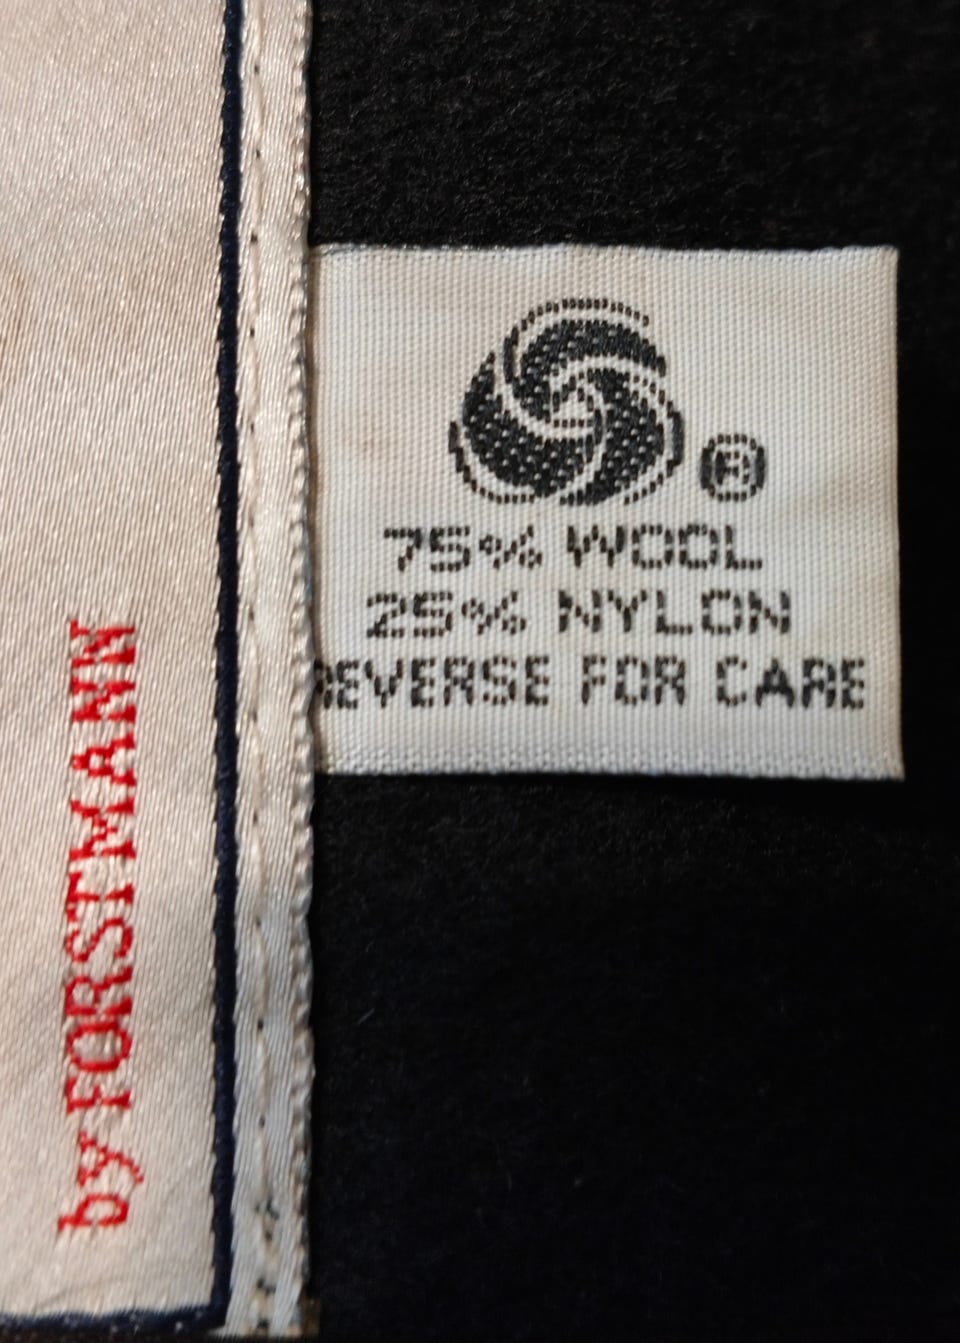 by FORSTMANN
®
75% WOOL
25% NYLON
REVERSE FOR CARE